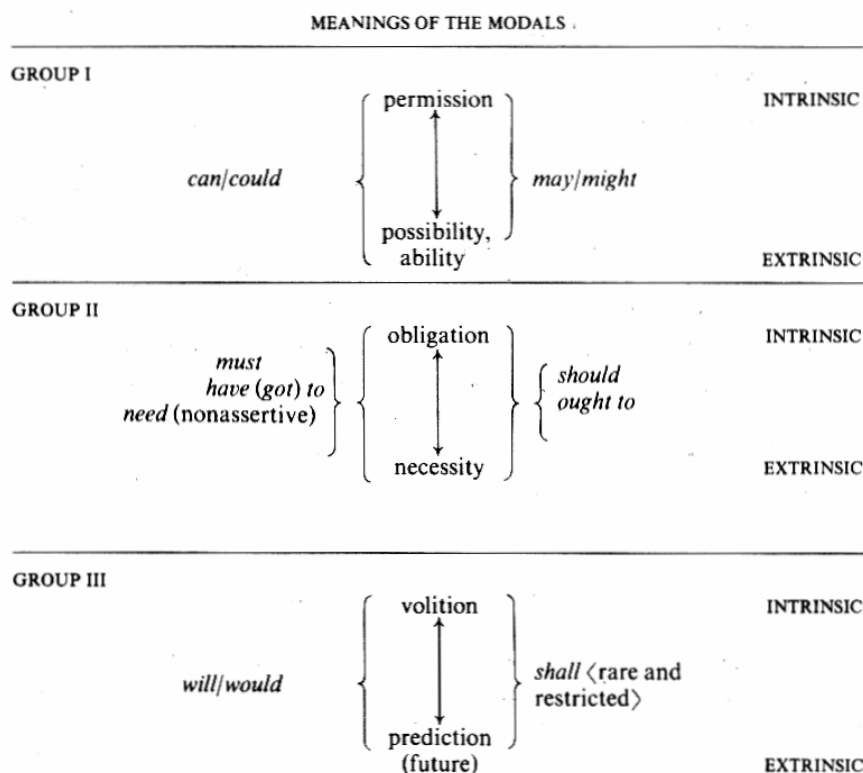 MEANINGS OF THE MODALS
GROUP I
permission
INTRINSIC
can/could
may/might
possibility,
ability
EXTRINSIC
GROUP II
obligation
INTRINSIC
must
have (got) to
need (nonassertive)
should
ought to
necessity
EXTRINSIC
GROUP III
volition
INTRINSIC
will/would
shall ⟨rare and
restricted⟩
prediction
(future)
EXTRINSIC